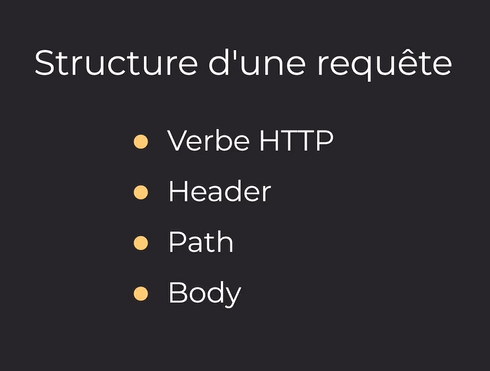 Structure d'une requête
Verbe HTTP
Header
Path
Body